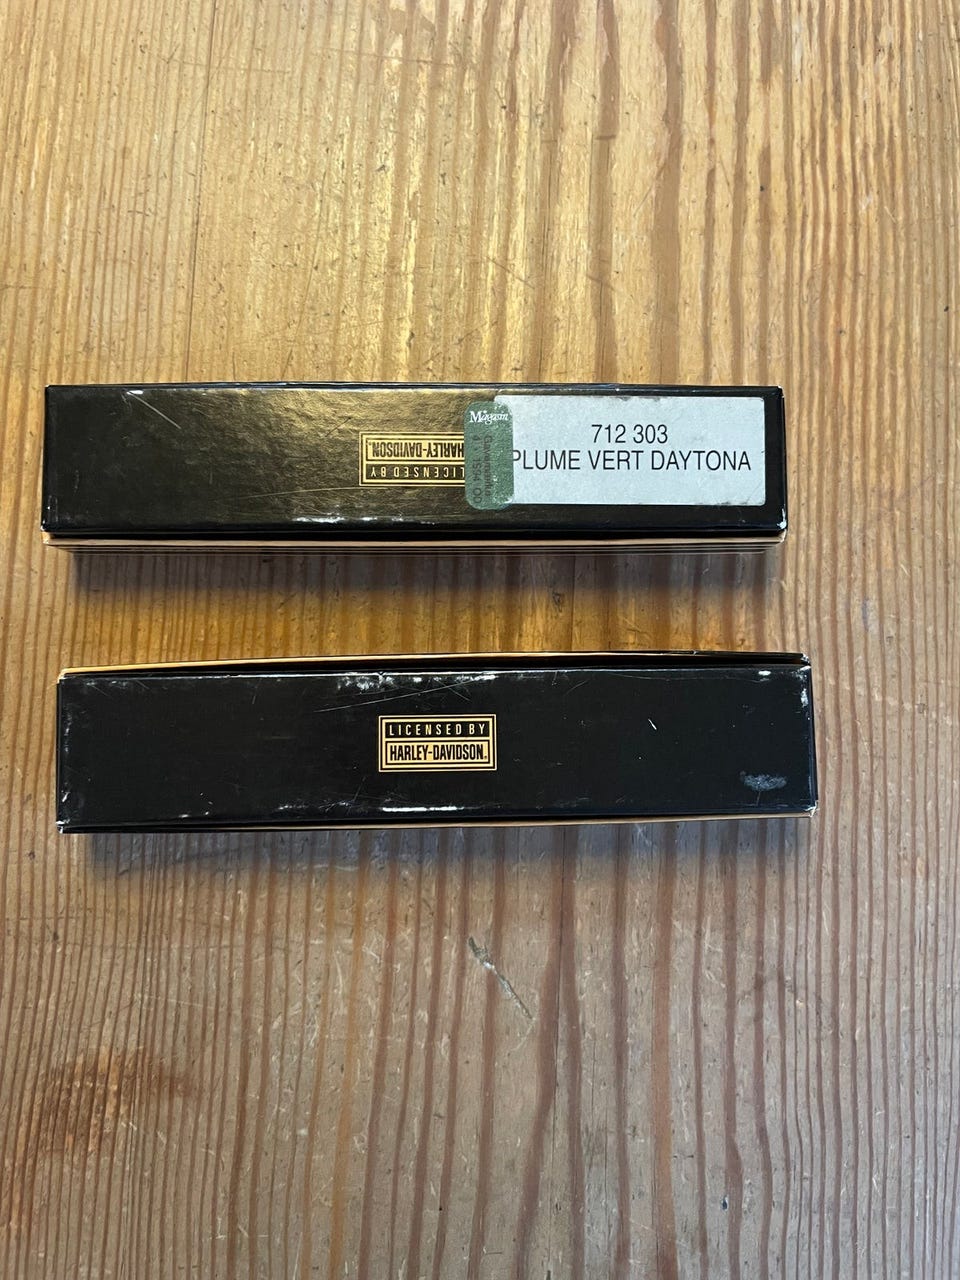 712 303
PLUME VERT DAYTONA
Magasin
LICENSED BY
HARLEY-DAVIDSON.
LICENSED BY
HARLEY-DAVIDSON.